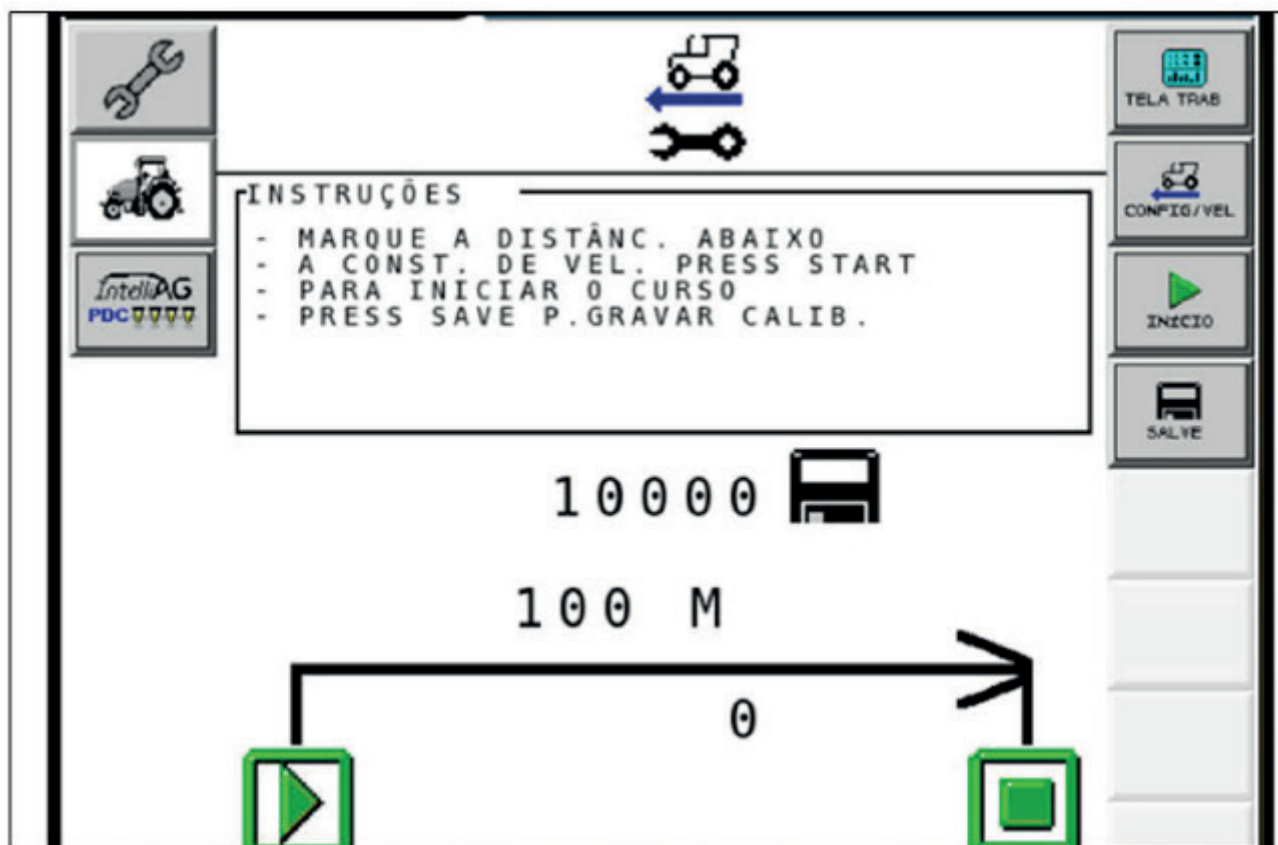 TELA TRAB
CONFIG/VEL
INÍCIO
SALVE
IntelliAG
PDC
INSTRUÇÕES
- MARQUE A DISTÂNC. ABAIXO
- A CONST. DE VEL. PRESS START
- PARA INICIAR O CURSO
- PRESS SAVE P.GRAVAR CALIB.
10000
100 M
0